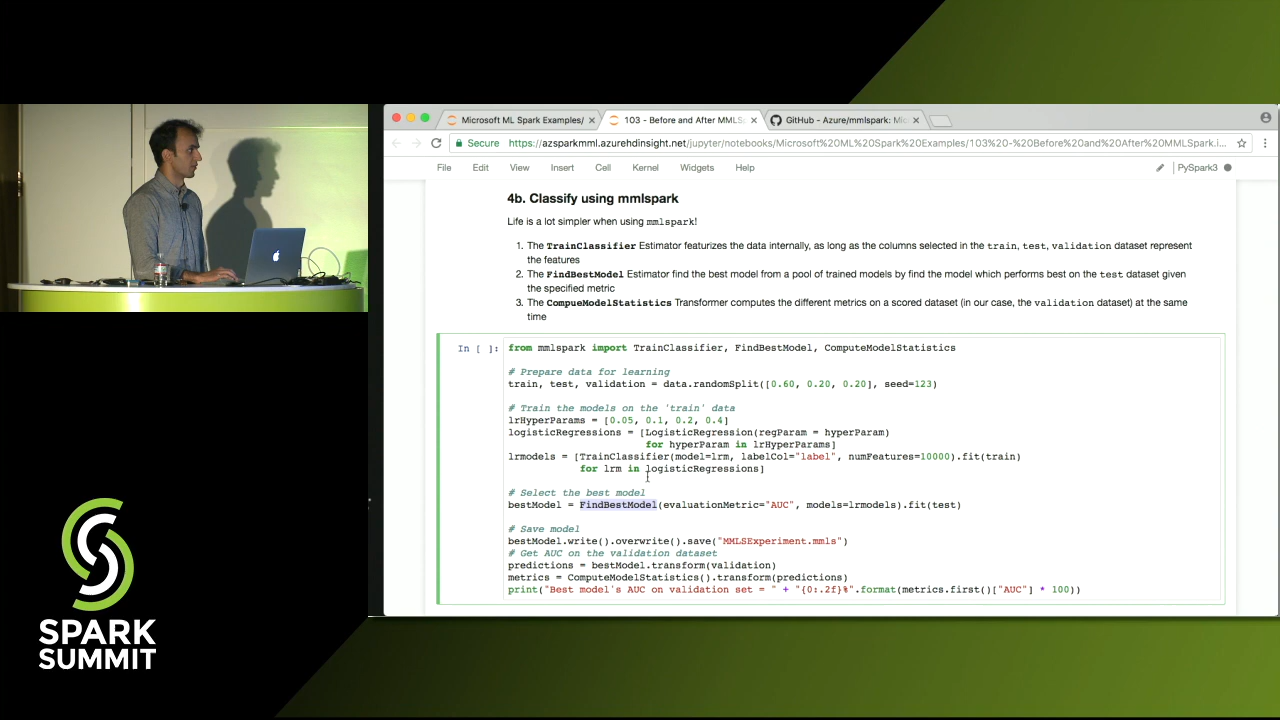 Microsoft ML Spark Examples/
103 - Before and After MMLS
GitHub - Azure/mmlspark: Mi
Secure
https://azsparkmml.azurehdinsight.net/jupyter/notebooks/Microsoft%20ML%20Spark%20Examples/103%20-%20Before%20and%20After%20MMLSpark.i...
File Edit View Insert Cell Kernel Widgets Help
PySpark3
4b. Classify using mmlspark
Life is a lot simpler when using mmlspark!
1. The TrainClassifier Estimator featurizes the data internally, as long as the columns selected in the train, test, validation dataset represent
the features
2. The FindBestModel Estimator find the best model from a pool of trained models by find the model which performs best on the test dataset given
the specified metric
3. The CompueModelStatistics Transformer computes the different metrics on a scored dataset (in our case, the validation dataset) at the same
time
In [ ]:
from mmlspark import TrainClassifier, FindBestModel, ComputeModelStatistics
# Prepare data for learning
train, test, validation = data.randomSplit([0.60, 0.20, 0.20], seed=123)
# Train the models on the 'train' data
lrHyperParams = [0.05, 0.1, 0.2, 0.4]
logisticRegressions = [LogisticRegression(regParam = hyperParam)
for hyperParam in lrHyperParams]
lrmodels = [TrainClassifier(model=lrm, labelCol="label", numFeatures=10000).fit(train)
for lrm in logisticRegressions]
# Select the best model
bestModel = FindBestModel(evaluationMetric="AUC", models=lrmodels).fit(test)
# Save model
bestModel.write().overwrite().save("MMLSExperiment.mmls")
# Get AUC on the validation dataset
predictions = bestModel.transform(validation)
metrics = ComputeModelStatistics().transform(predictions)
print("Best model's AUC on validation set = " + "{0:.2f}%".format(metrics.first()["AUC"] * 100))
SPARK
SUMMIT